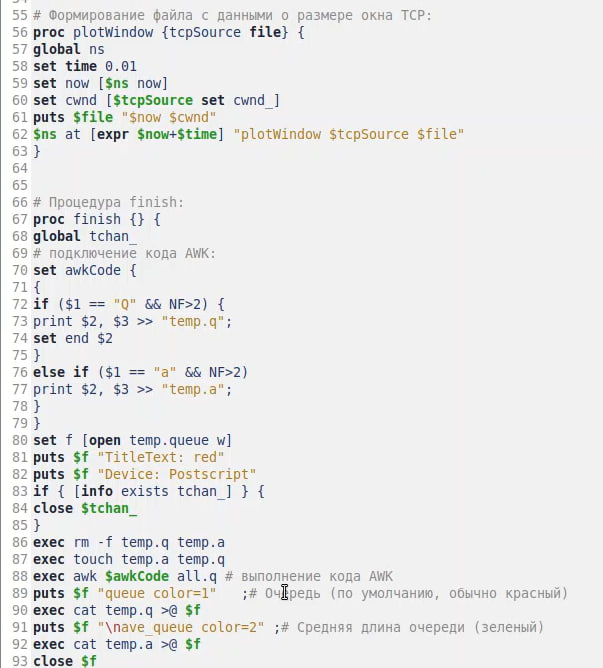 55 # Формирование файла с данными о размере окна TCP:
56 proc plotWindow {tcpSource file} {
57 global ns
58 set time 0.01
59 set now [$ns now]
60 set cwnd [$tcpSource set cwnd_]
61 puts $file "$now $cwnd"
62 $ns at [expr $now+$time] "plotWindow $tcpSource $file"
63 }
64
65
66 # Процедура finish:
67 proc finish {} {
68 global tchan_
69 # подключение кода AWK:
70 set awkCode {
71 {
72 if ($1 == "Q" && NF>2) {
73 print $2, $3 >> "temp.q";
74 set end $2
75 }
76 else if ($1 == "a" && NF>2)
77 print $2, $3 >> "temp.a";
78 }
79 }
80 set f [open temp.queue w]
81 puts $f "TitleText: red"
82 puts $f "Device: Postscript"
83 if { [info exists tchan_] } {
84 close $tchan_
85 }
86 exec rm -f temp.q temp.a
87 exec touch temp.a temp.q
88 exec awk $awkCode all.q # выполнение кода AWK
89 puts $f "queue color=1"   ;# Очередь (по умолчанию, обычно красный)
90 exec cat temp.q >@ $f
91 puts $f "\nave_queue color=2" ;# Средняя длина очереди (зеленый)
92 exec cat temp.a >@ $f
93 close $f